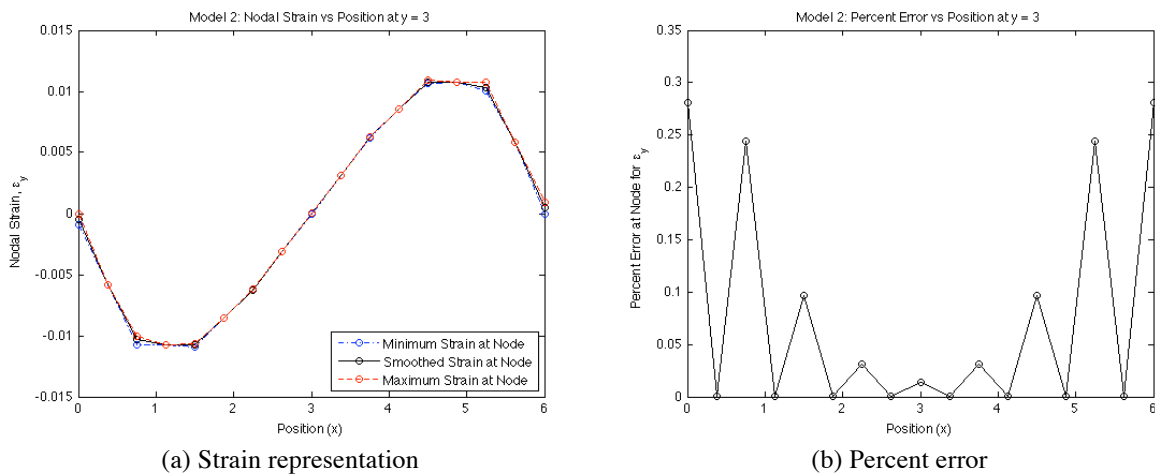 Model 2: Nodal Strain vs Position at y = 3
0.015
0.01
0.005
0
-0.005
-0.01
-0.015
Nodal Strain, ε_y
0 1 2 3 4 5 6
Position (x)
Minimum Strain at Node
Smoothed Strain at Node
Maximum Strain at Node
(a) Strain representation
Model 2: Percent Error vs Position at y = 3
0.35
0.3
0.25
0.2
0.15
0.1
0.05
0
Percent Error at Node for ε_y
0 1 2 3 4 5 6
Position (x)
(b) Percent error